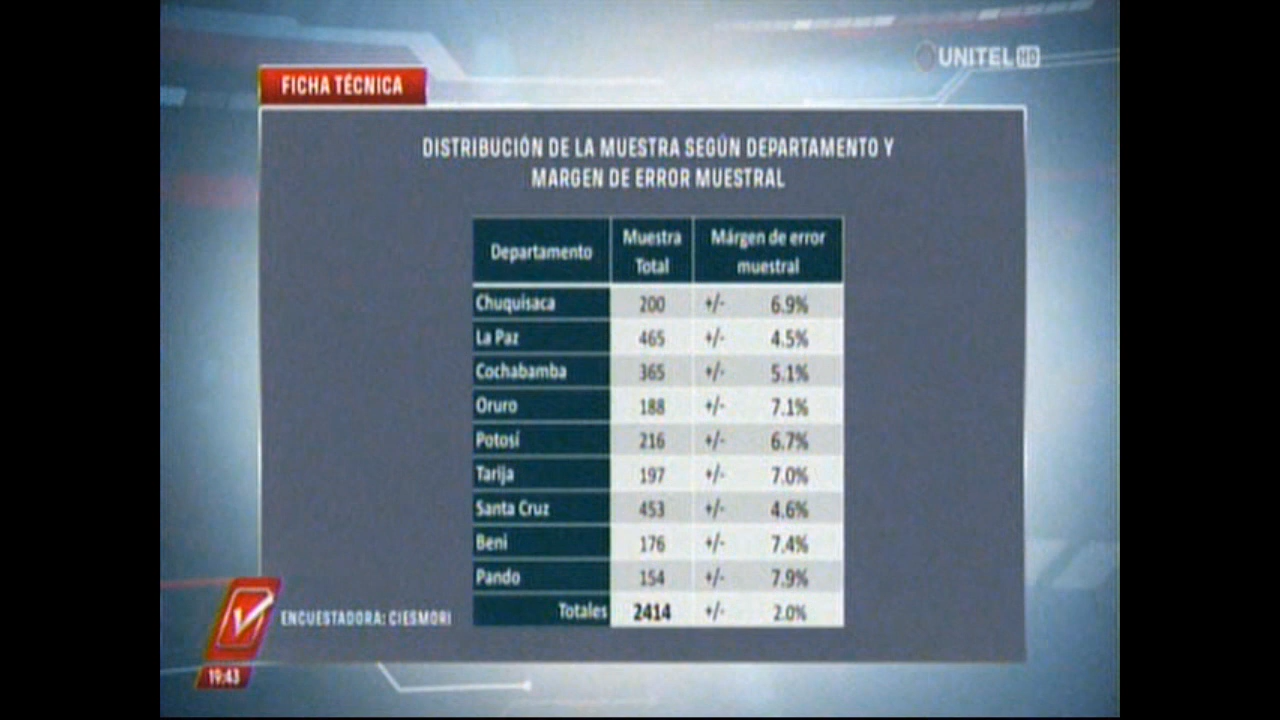 UNITEL HD
FICHA TÉCNICA
DISTRIBUCIÓN DE LA MUESTRA SEGÚN DEPARTAMENTO Y
MARGEN DE ERROR MUESTRAL
Departamento Muestra Total Márgen de error muestral
Chuquisaca 200 +/- 6.9%
La Paz 465 +/- 4.5%
Cochabamba 365 +/- 5.1%
Oruro 188 +/- 7.1%
Potosí 216 +/- 6.7%
Tarija 197 +/- 7.0%
Santa Cruz 453 +/- 4.6%
Beni 176 +/- 7.4%
Pando 154 +/- 7.9%
Totales 2414 +/- 2.0%
ENCUESTADORA: CIESMORI
19:43